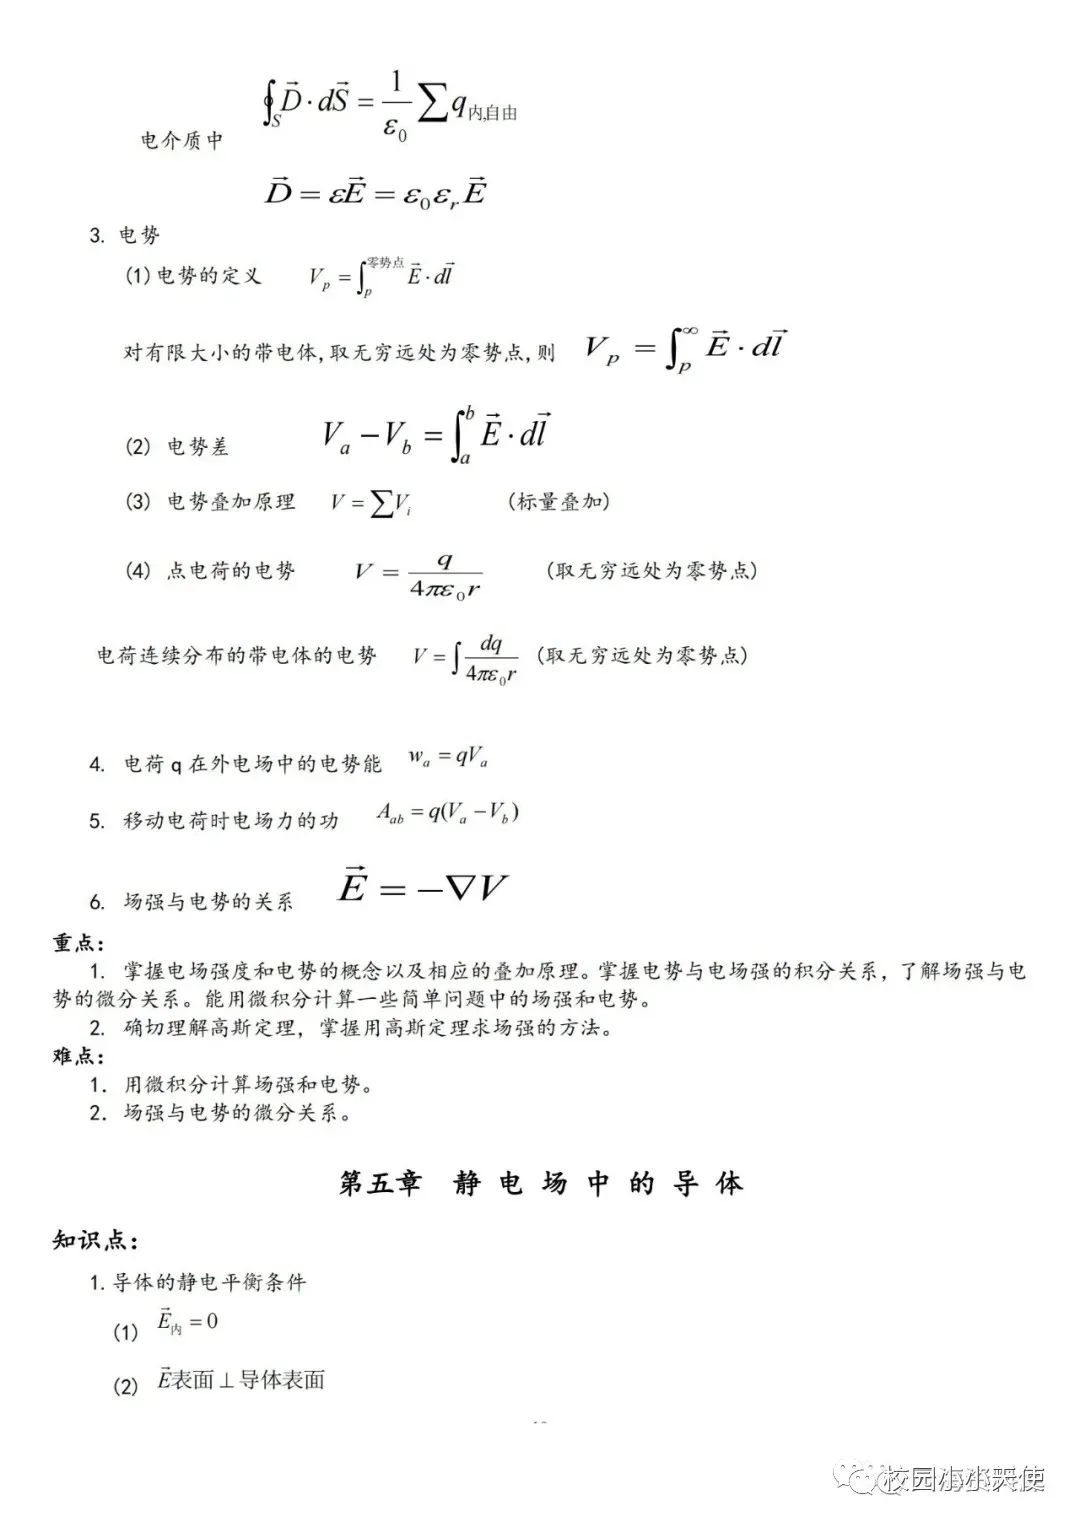 ∮_S D⃗·dS⃗ = 1/ε₀ ∑q内,自由
电介质中
D⃗ = εE⃗ = ε₀ε_rE⃗
3. 电势
(1)电势的定义 V_p = ∫_p^零势点 E⃗·dl⃗
对有限大小的带电体,取无穷远处为零势点,则 V_p = ∫_p^∞ E⃗·dl⃗
(2) 电势差 V_a − V_b = ∫_a^b E⃗·dl⃗
(3) 电势叠加原理 V = ∑V_i (标量叠加)
(4) 点电荷的电势 V = q/(4πε₀r) (取无穷远处为零势点)
电荷连续分布的带电体的电势 V = ∫ dq/(4πε₀r) (取无穷远处为零势点)
4. 电荷 q 在外电场中的电势能 w_a = qV_a
5. 移动电荷时电场力的功 A_ab = q(V_a − V_b)
6. 场强与电势的关系 E⃗ = −∇V
重点：
1. 掌握电场强度和电势的概念以及相应的叠加原理。掌握电势与电场强的积分关系，了解场强与电
势的微分关系。能用微积分计算一些简单问题中的场强和电势。
2. 确切理解高斯定理，掌握用高斯定理求场强的方法。
难点：
1. 用微积分计算场强和电势。
2. 场强与电势的微分关系。
第五章 静 电 场 中 的 导 体
知识点：
1.导体的静电平衡条件
(1) E⃗内 = 0
(2) E⃗表面⊥导体表面
校园小小天使